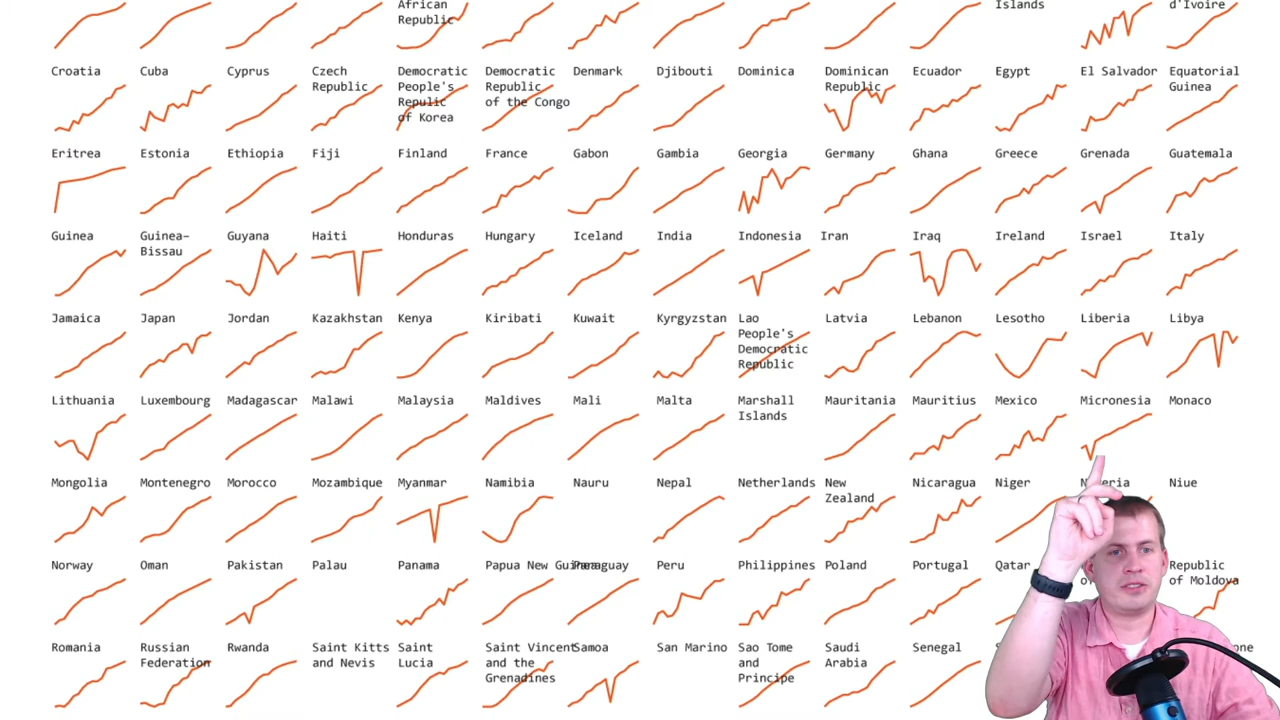 African
Republic
Islands
d'Ivoire
Croatia
Cuba
Cyprus
Czech
Republic
Democratic
People's
Repulic
of Korea
Democratic
Republic
of the Congo
Denmark
Djibouti
Dominica
Dominican
Republic
Ecuador
Egypt
El Salvador
Equatorial
Guinea
Eritrea
Estonia
Ethiopia
Fiji
Finland
France
Gabon
Gambia
Georgia
Germany
Ghana
Greece
Grenada
Guatemala
Guinea
Guinea-
Bissau
Guyana
Haiti
Honduras
Hungary
Iceland
India
Indonesia
Iran
Iraq
Ireland
Israel
Italy
Jamaica
Japan
Jordan
Kazakhstan
Kenya
Kiribati
Kuwait
Kyrgyzstan
Lao
People's
Democratic
Republic
Latvia
Lebanon
Lesotho
Liberia
Libya
Lithuania
Luxembourg
Madagascar
Malawi
Malaysia
Maldives
Mali
Malta
Marshall
Islands
Mauritania
Mauritius
Mexico
Micronesia
Monaco
Mongolia
Montenegro
Morocco
Mozambique
Myanmar
Namibia
Nauru
Nepal
Netherlands
New
Zealand
Nicaragua
Niger
Nigeria
Niue
Norway
Oman
Pakistan
Palau
Panama
Papua New Guinea
Paraguay
Peru
Philippines
Poland
Portugal
Qatar
Republic
of Moldova
Romania
Russian
Federation
Rwanda
Saint Kitts
and Nevis
Saint
Lucia
Saint Vincent
and the
Grenadines
Samoa
San Marino
Sao Tome
and
Principe
Saudi
Arabia
Senegal